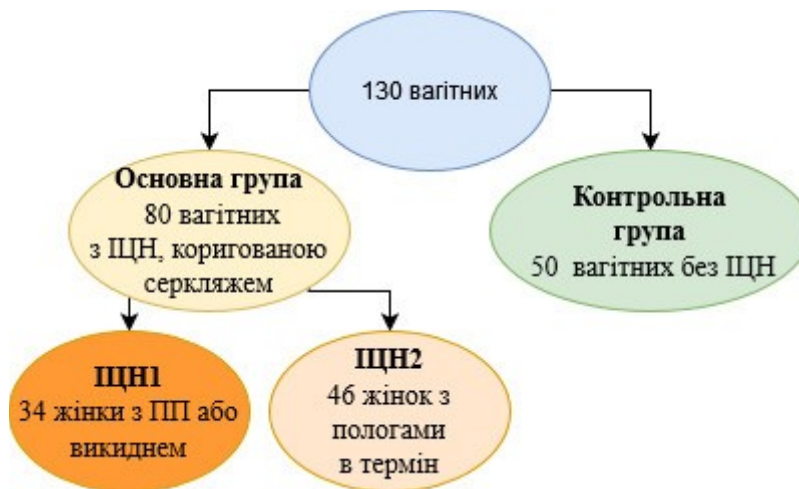 130 вагітних
Основна група
80 вагітних
з ІЦН, коригованою
серкляжем
Контрольна
група
50 вагітних без ІЦН
ІЦН1
34 жінки з ПП або
викиднем
ІЦН2
46 жінок з
пологами
в термін